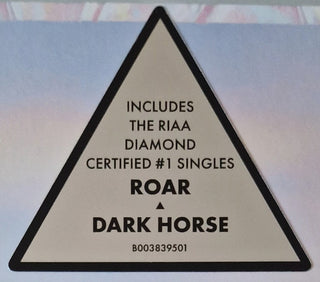 INCLUDES
THE RIAA
DIAMOND
CERTIFIED #1 SINGLES
ROAR
▲
DARK HORSE
B003839501